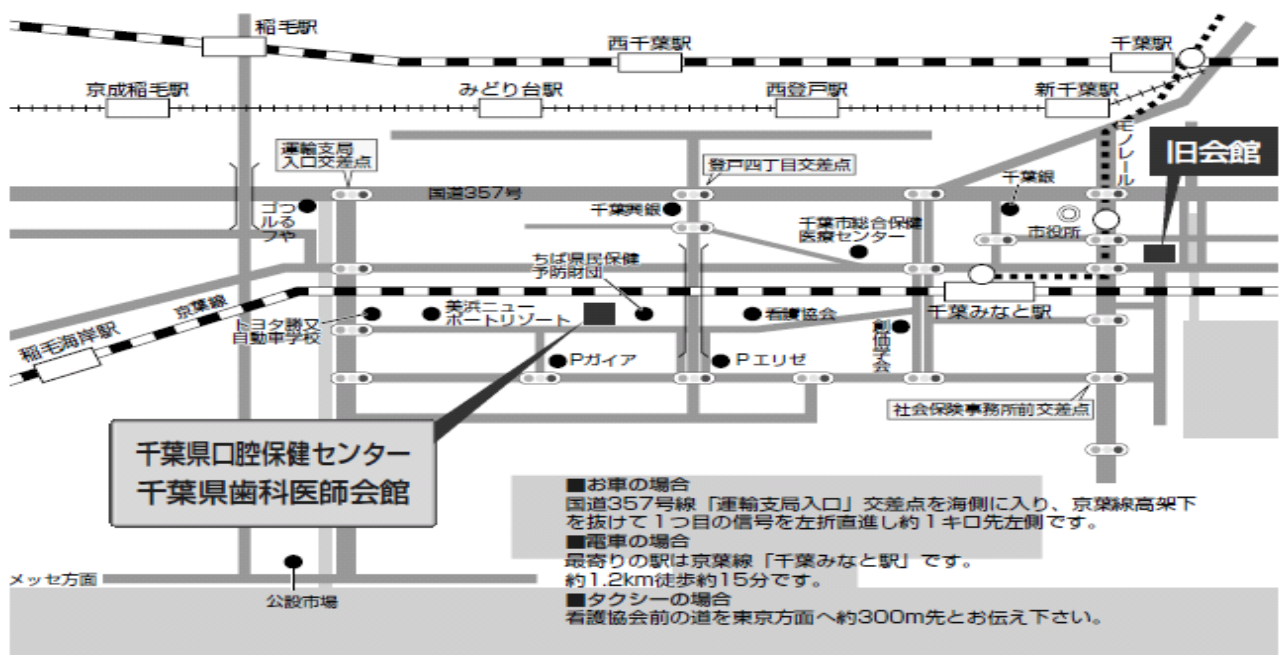 稲毛駅
西千葉駅
千葉駅
京成稲毛駅
みどり台駅
西登戸駅
新千葉駅
モノレール
旧会館
運輸支局
入口交差点
登戸四丁目交差点
国道357号
千葉銀
つるや
ゴルフ
千葉興銀
千葉市総合保健
医療センター
市役所
ちば県民保健
予防財団
京葉線
稲毛海岸駅
トヨタ勝又
自動車学校
美浜ニュー
ポートリゾート
看護協会
創価学会
千葉みなと駅
Pガイア
Pエリゼ
社会保険事務所前交差点
千葉県口腔保健センター
千葉県歯科医師会館
■お車の場合
国道357号線「運輸支局入口」交差点を海側に入り、京葉線高架下
を抜けて1つ目の信号を左折直進し約1キロ先左側です。
■電車の場合
最寄りの駅は京葉線「千葉みなと駅」です。
約1.2km徒歩約15分です。
■タクシーの場合
看護協会前の道を東京方面へ約300m先とお伝え下さい。
メッセ方面
公設市場